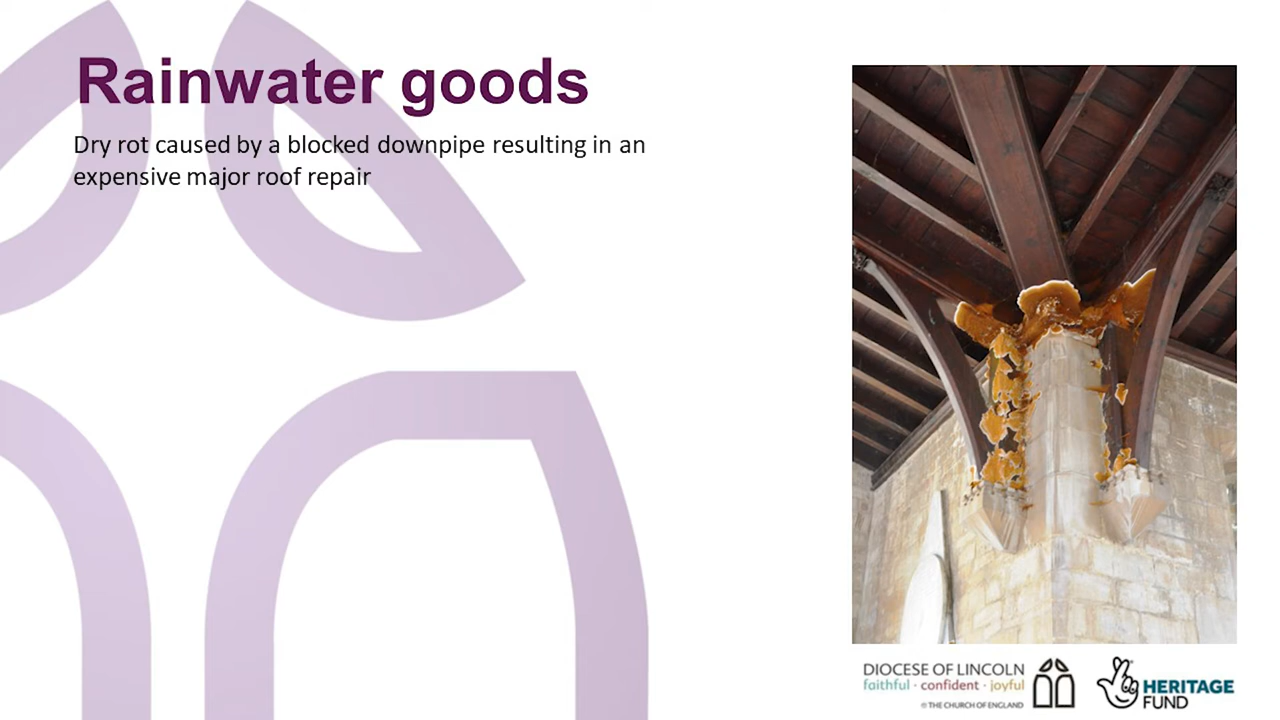 Rainwater goods
Dry rot caused by a blocked downpipe resulting in an
expensive major roof repair
DIOCESE OF LINCOLN
faithful · confident · joyful
© THE CHURCH OF ENGLAND
HERITAGE
FUND